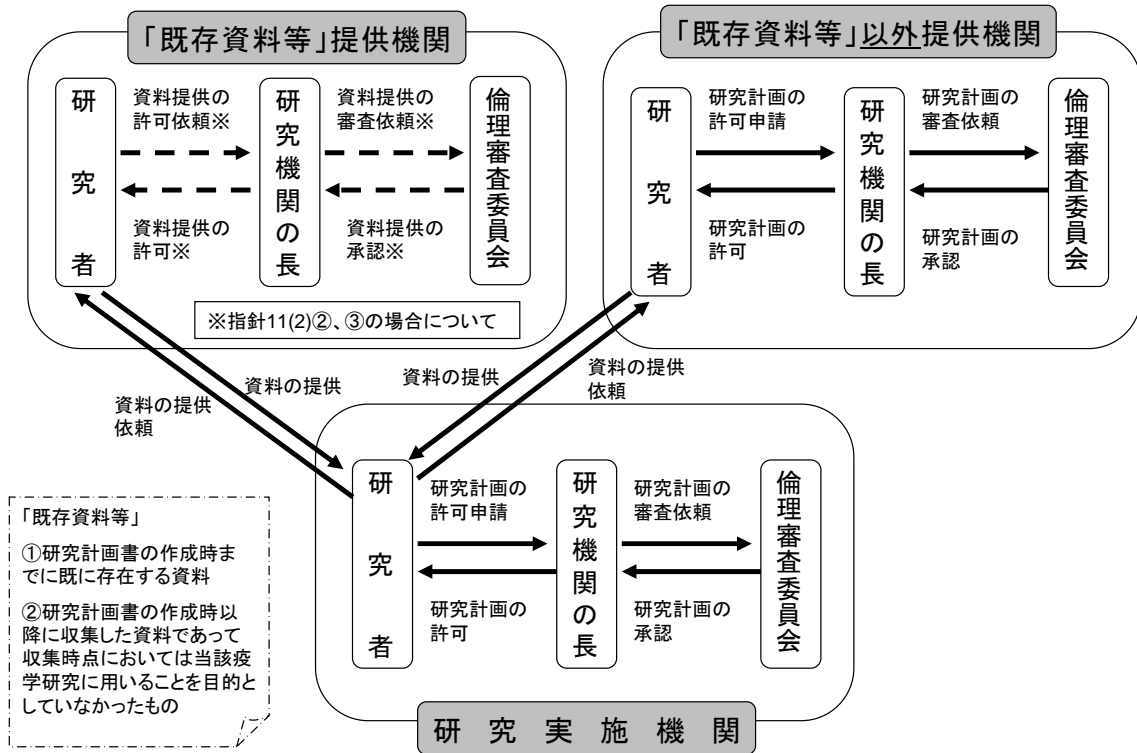 「既存資料等」提供機関
研究者
資料提供の
許可依頼※
資料提供の
許可※
研究機関の長
資料提供の
審査依頼※
資料提供の
承認※
倫理審査委員会
※指針11(2)②、③の場合について
「既存資料等」以外提供機関
研究者
研究計画の
許可申請
研究計画の
許可
研究機関の長
研究計画の
審査依頼
研究計画の
承認
倫理審査委員会
資料の提供
資料の提供
依頼
資料の提供
資料の提供
依頼
研究者
研究計画の
許可申請
研究計画の
許可
研究機関の長
研究計画の
審査依頼
研究計画の
承認
倫理審査委員会
研究実施機関
「既存資料等」
①研究計画書の作成時ま
でに既に存在する資料
②研究計画書の作成時以
降に収集した資料であって
収集時点においては当該疫
学研究に用いることを目的と
していなかったもの